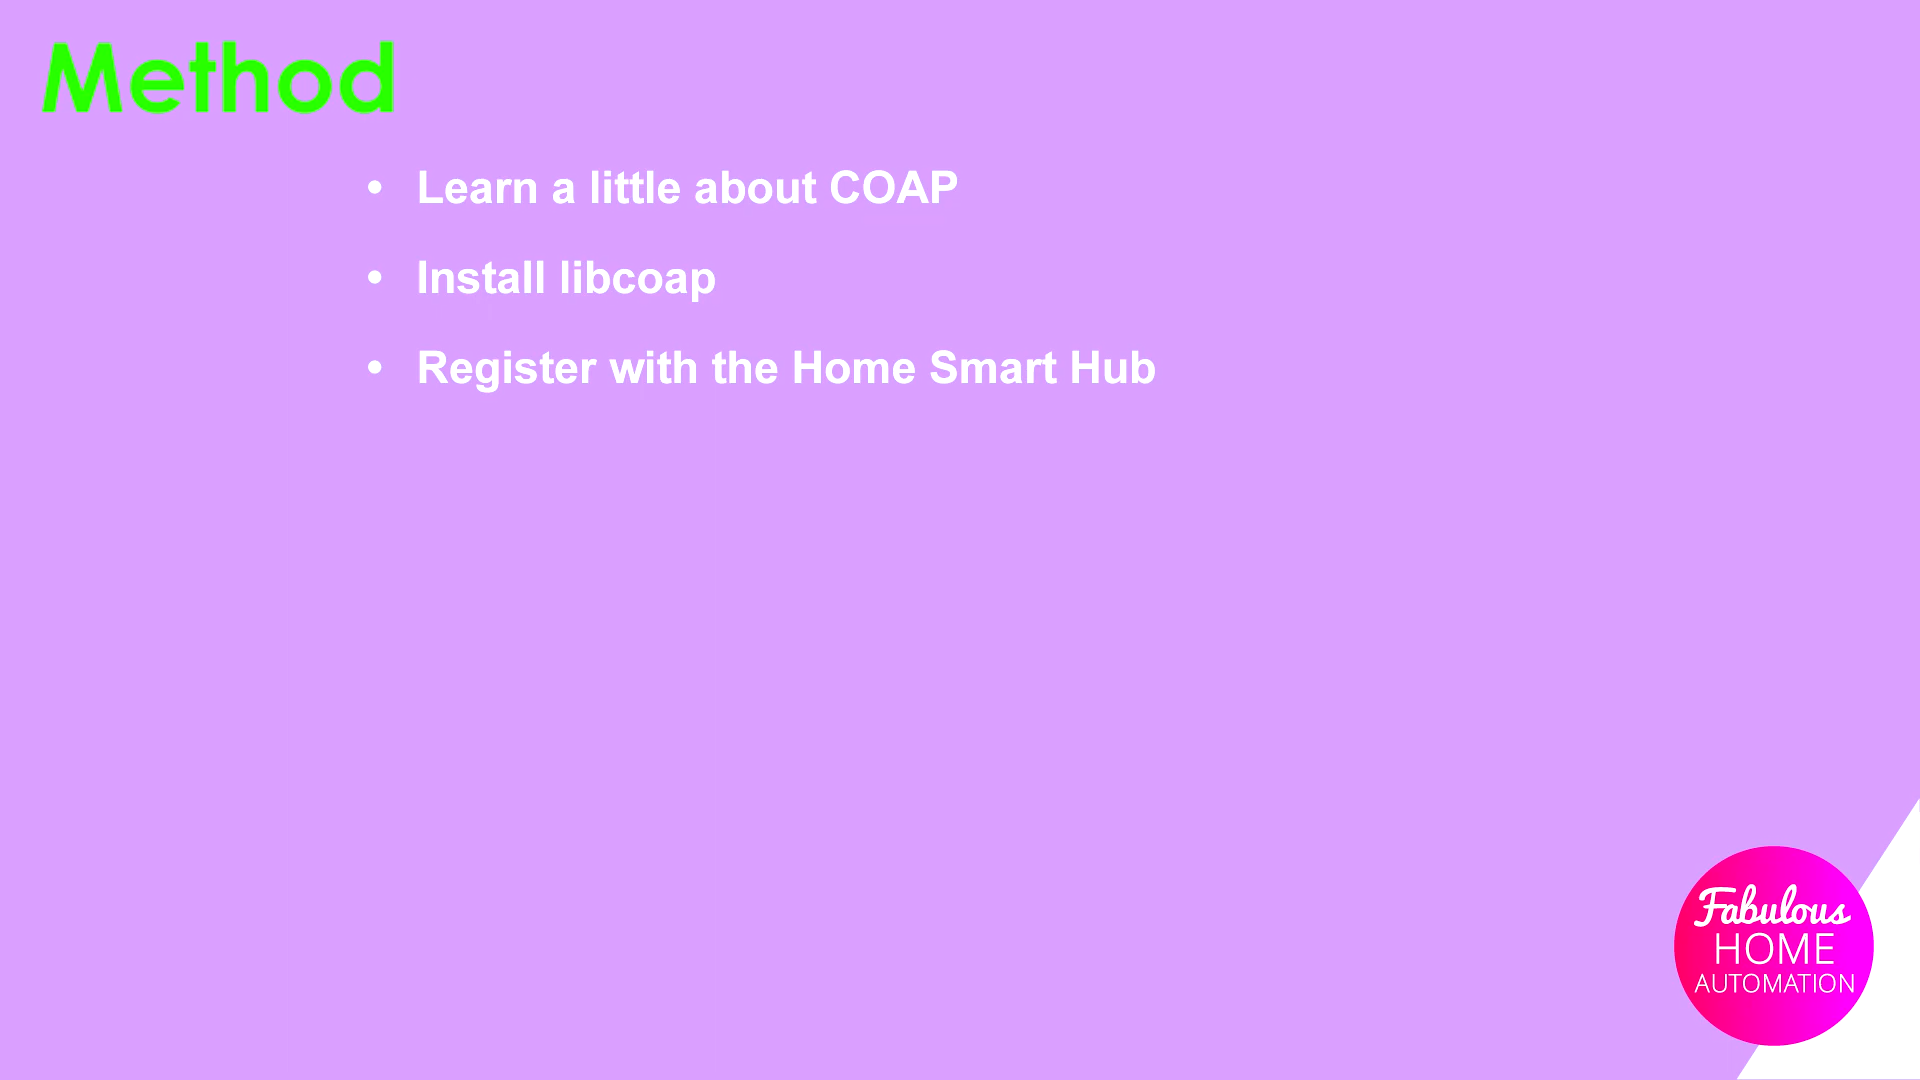 Method
• Learn a little about COAP
• Install libcoap
• Register with the Home Smart Hub
Fabulous
HOME
AUTOMATION